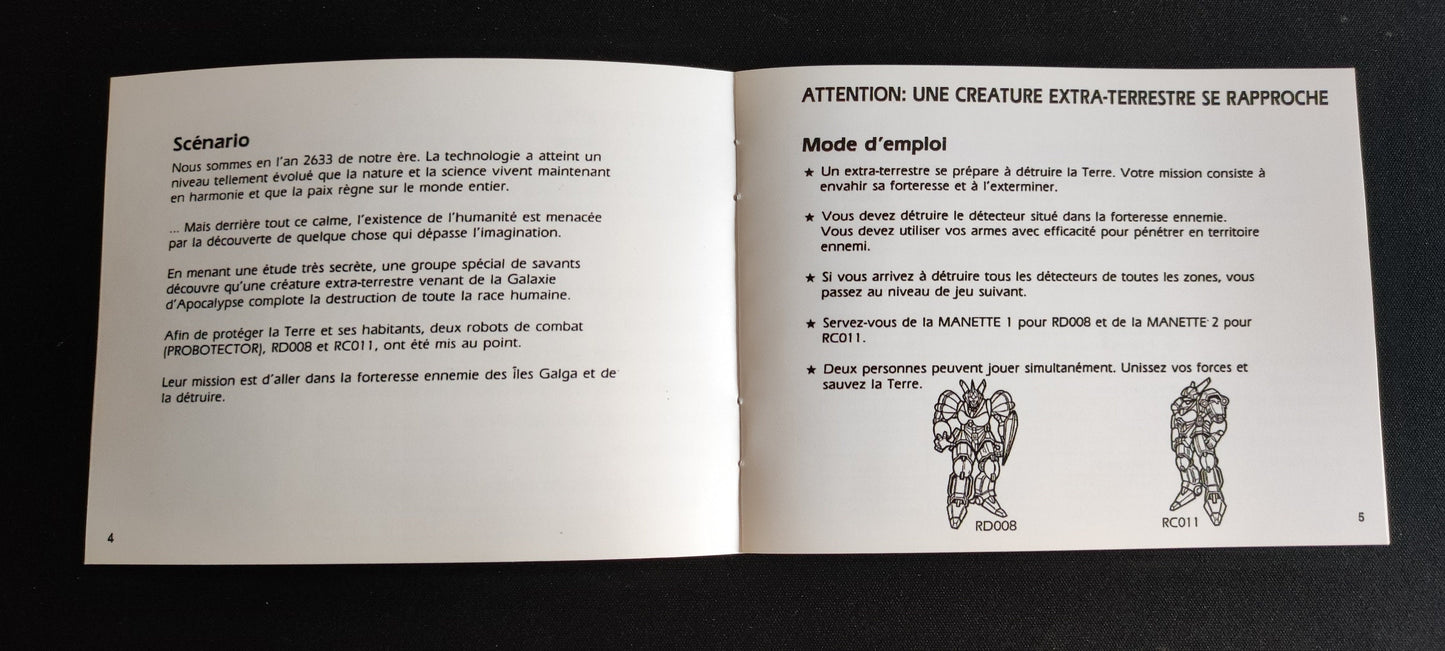 Scénario
Nous sommes en l'an 2633 de notre ère. La technologie a atteint un
niveau tellement évolué que la nature et la science vivent maintenant
en harmonie et que la paix règne sur le monde entier.
... Mais derrière tout ce calme, l'existence de l'humanité est menacée
par la découverte de quelque chose qui dépasse l'imagination.
En menant une étude très secrète, une groupe spécial de savants
découvre qu'une créature extra-terrestre venant de la Galaxie
d'Apocalypse complote la destruction de toute la race humaine.
Afin de protéger la Terre et ses habitants, deux robots de combat
(PROBOTECTOR), RD008 et RC011, ont été mis au point.
Leur mission est d'aller dans la forteresse ennemie des Îles Galga et de
la détruire.
4
ATTENTION: UNE CREATURE EXTRA-TERRESTRE SE RAPPROCHE
Mode d'emploi
★ Un extra-terrestre se prépare à détruire la Terre. Votre mission consiste à
envahir sa forteresse et à l'exterminer.
★ Vous devez détruire le détecteur situé dans la forteresse ennemie.
Vous devez utiliser vos armes avec efficacité pour pénétrer en territoire
ennemi.
★ Si vous arrivez à détruire tous les détecteurs de toutes les zones, vous
passez au niveau de jeu suivant.
★ Servez-vous de la MANETTE 1 pour RD008 et de la MANETTE 2 pour
RC011.
★ Deux personnes peuvent jouer simultanément. Unissez vos forces et
sauvez la Terre.
RD008
RC011
5